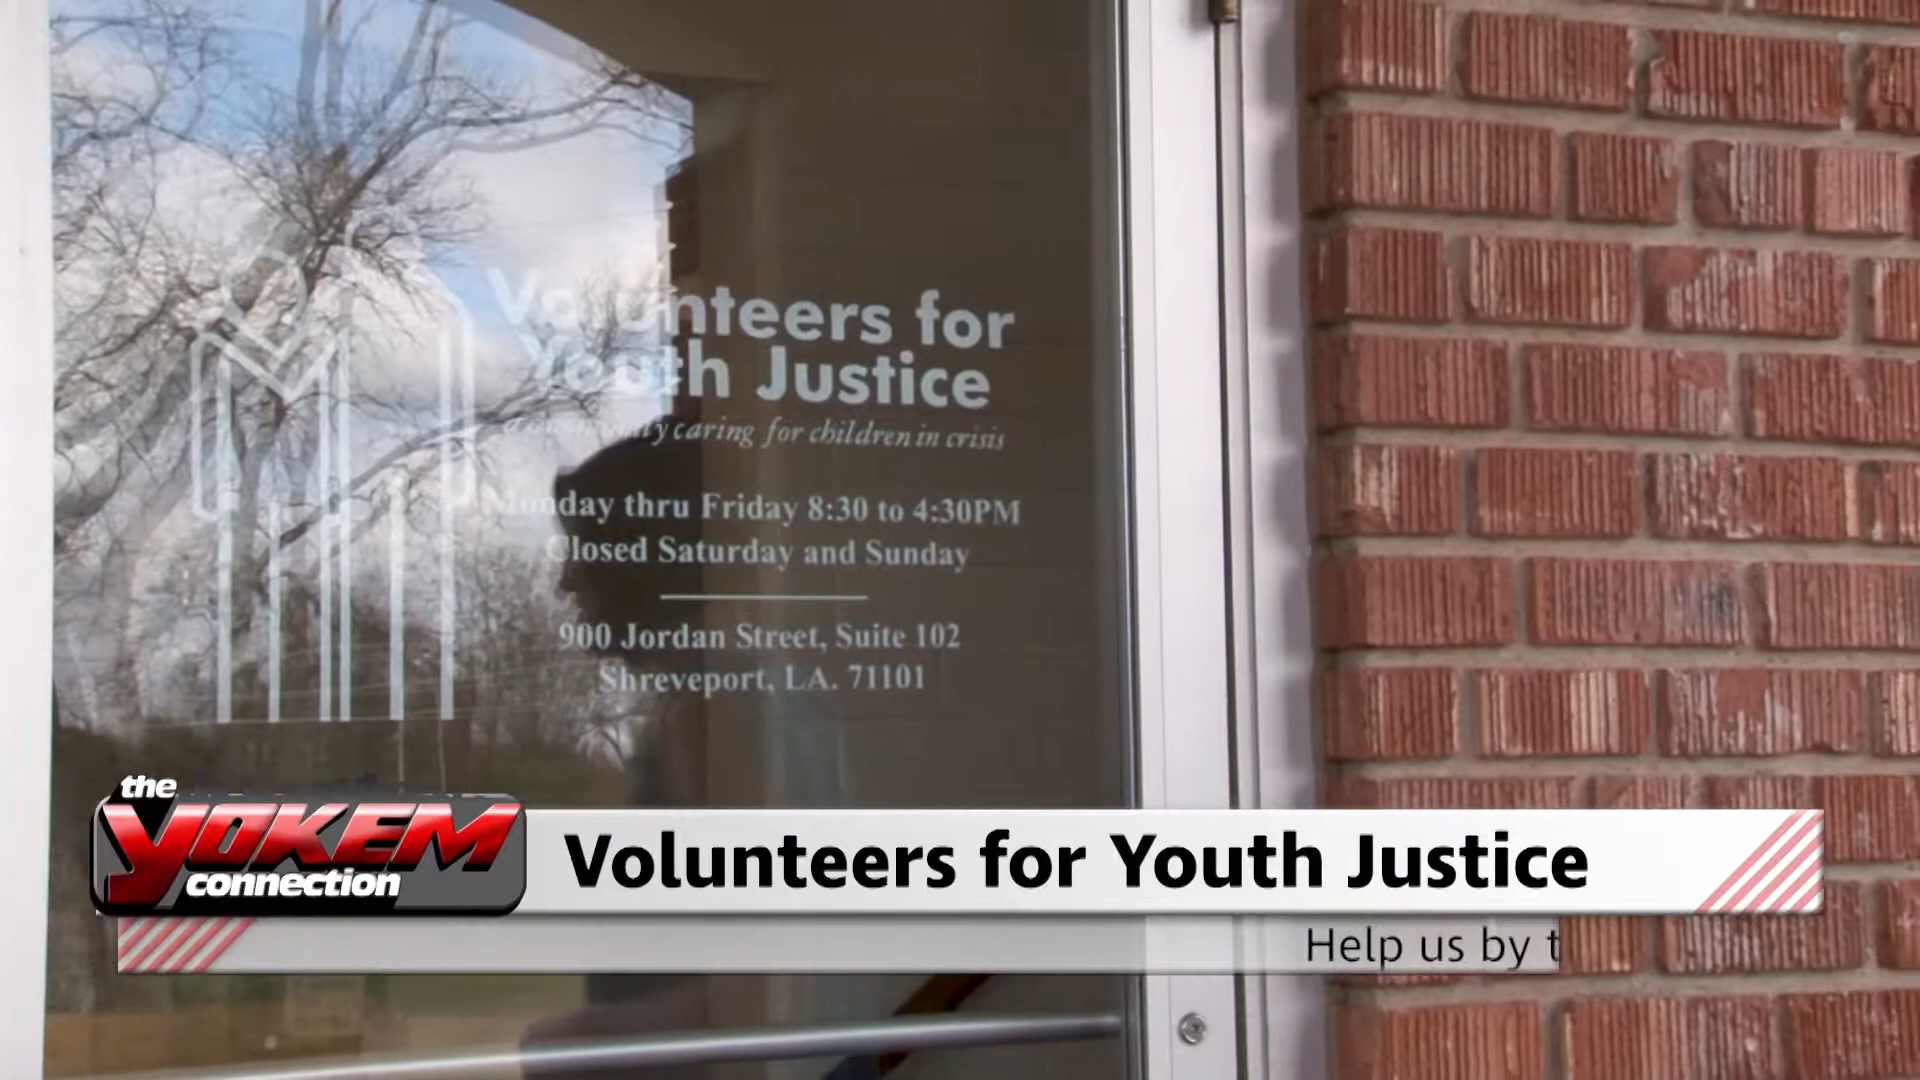 Volunteers for
Youth Justice
a community caring for children in crisis
Monday thru Friday 8:30 to 4:30PM
Closed Saturday and Sunday
900 Jordan Street, Suite 102
Shreveport, LA. 71101
the
YOKEM
connection
Volunteers for Youth Justice
Help us by t